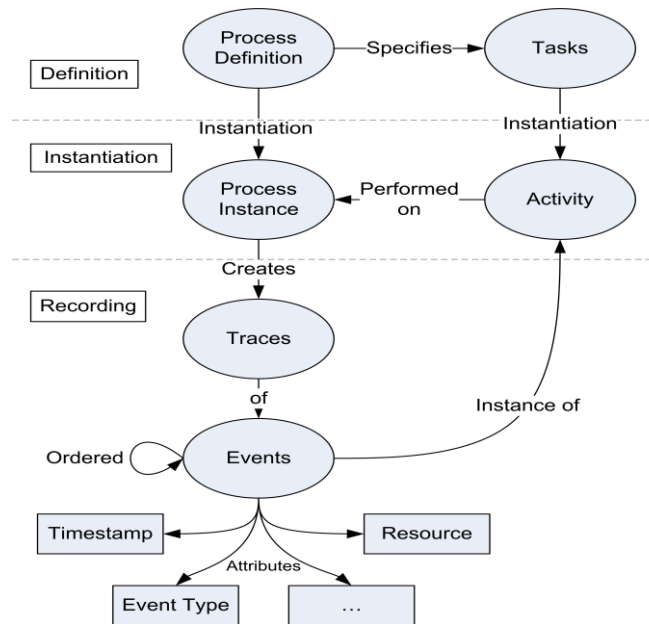 Process
Definition
Specifies
Tasks
Definition
Instantiation
Instantiation
Instantiation
Process
Instance
Performed
on
Activity
Creates
Recording
Traces
of
Instance of
Ordered
Events
Timestamp
Resource
Attributes
Event Type
...